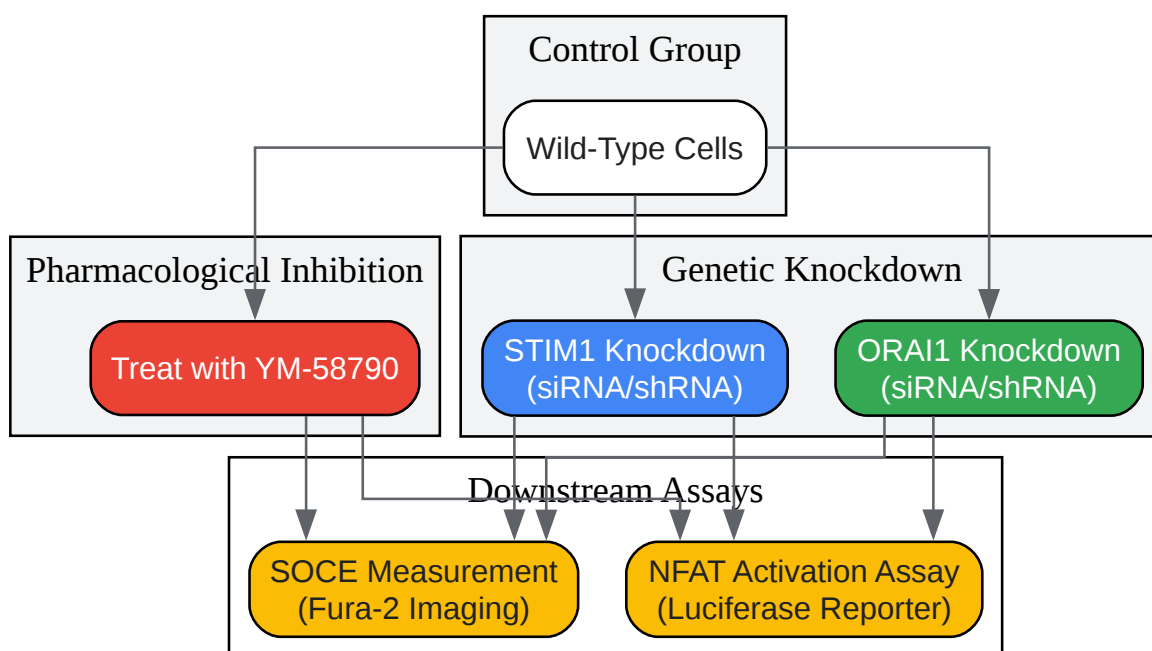 Control Group
Wild-Type Cells
Pharmacological Inhibition
Treat with YM-58790
Genetic Knockdown
STIM1 Knockdown
(siRNA/shRNA)
ORAI1 Knockdown
(siRNA/shRNA)
Downstream Assays
SOCE Measurement
(Fura-2 Imaging)
NFAT Activation Assay
(Luciferase Reporter)